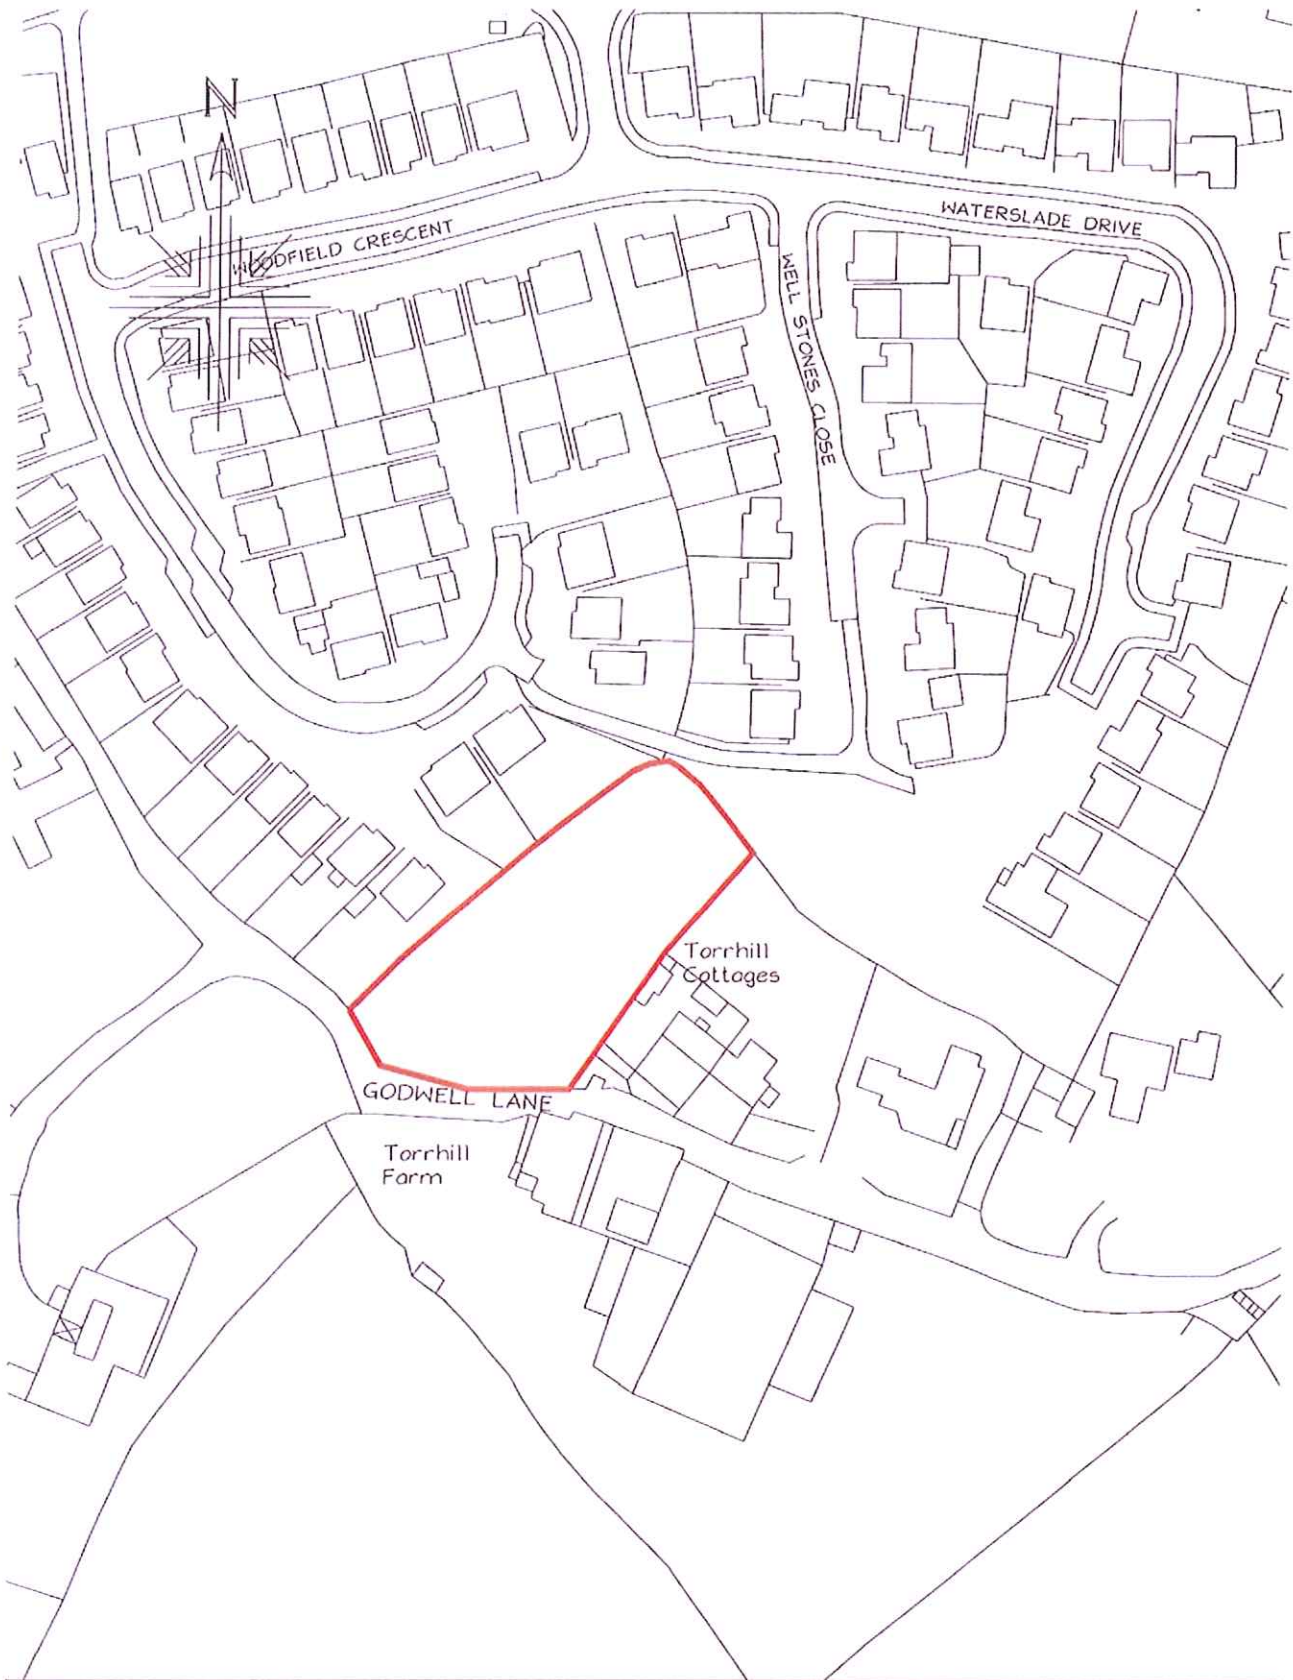 N
WOODFIELD CRESCENT
WATERSLADE DRIVE
WELL STONES CLOSE
Torrhill
Cottages
GODWELL LANE
Torrhill
Farm